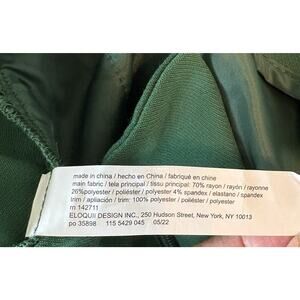 made in china / hecho en China / fabriqué en chine
main fabric / tela principal / tissu principal: 70% rayon / rayón / rayonne
26%polyester / poliéster / polyester 4% spandex / elastano / spandex
trim / apliación / trim: 100% polyester / poliéster / polyester
rn 142711
ELOQUII DESIGN INC., 250 Hudson Street, New York, NY 10013
po 35898 115 5429 045 05/22